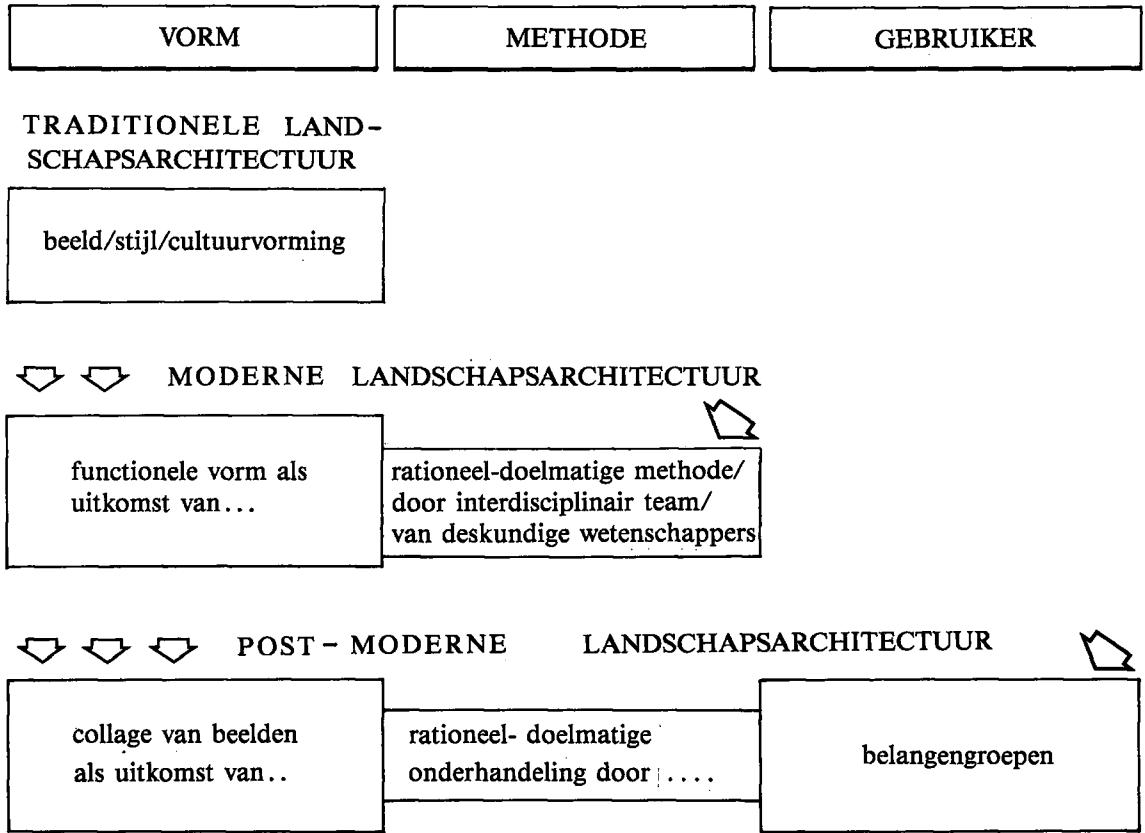 VORM
METHODE
GEBRUIKER
TRADITIONELE LAND-
SCHAPSARCHITECTUUR
beeld/stijl/cultuurvorming
MODERNE LANDSCHAPSARCHITECTUUR
functionele vorm als
uitkomst van...
rationeel-doelmatige methode/
door interdisciplinair team/
van deskundige wetenschappers
POST-MODERNE LANDSCHAPSARCHITECTUUR
collage van beelden
als uitkomst van..
rationeel- doelmatige
onderhandeling door ....
belangengroepen